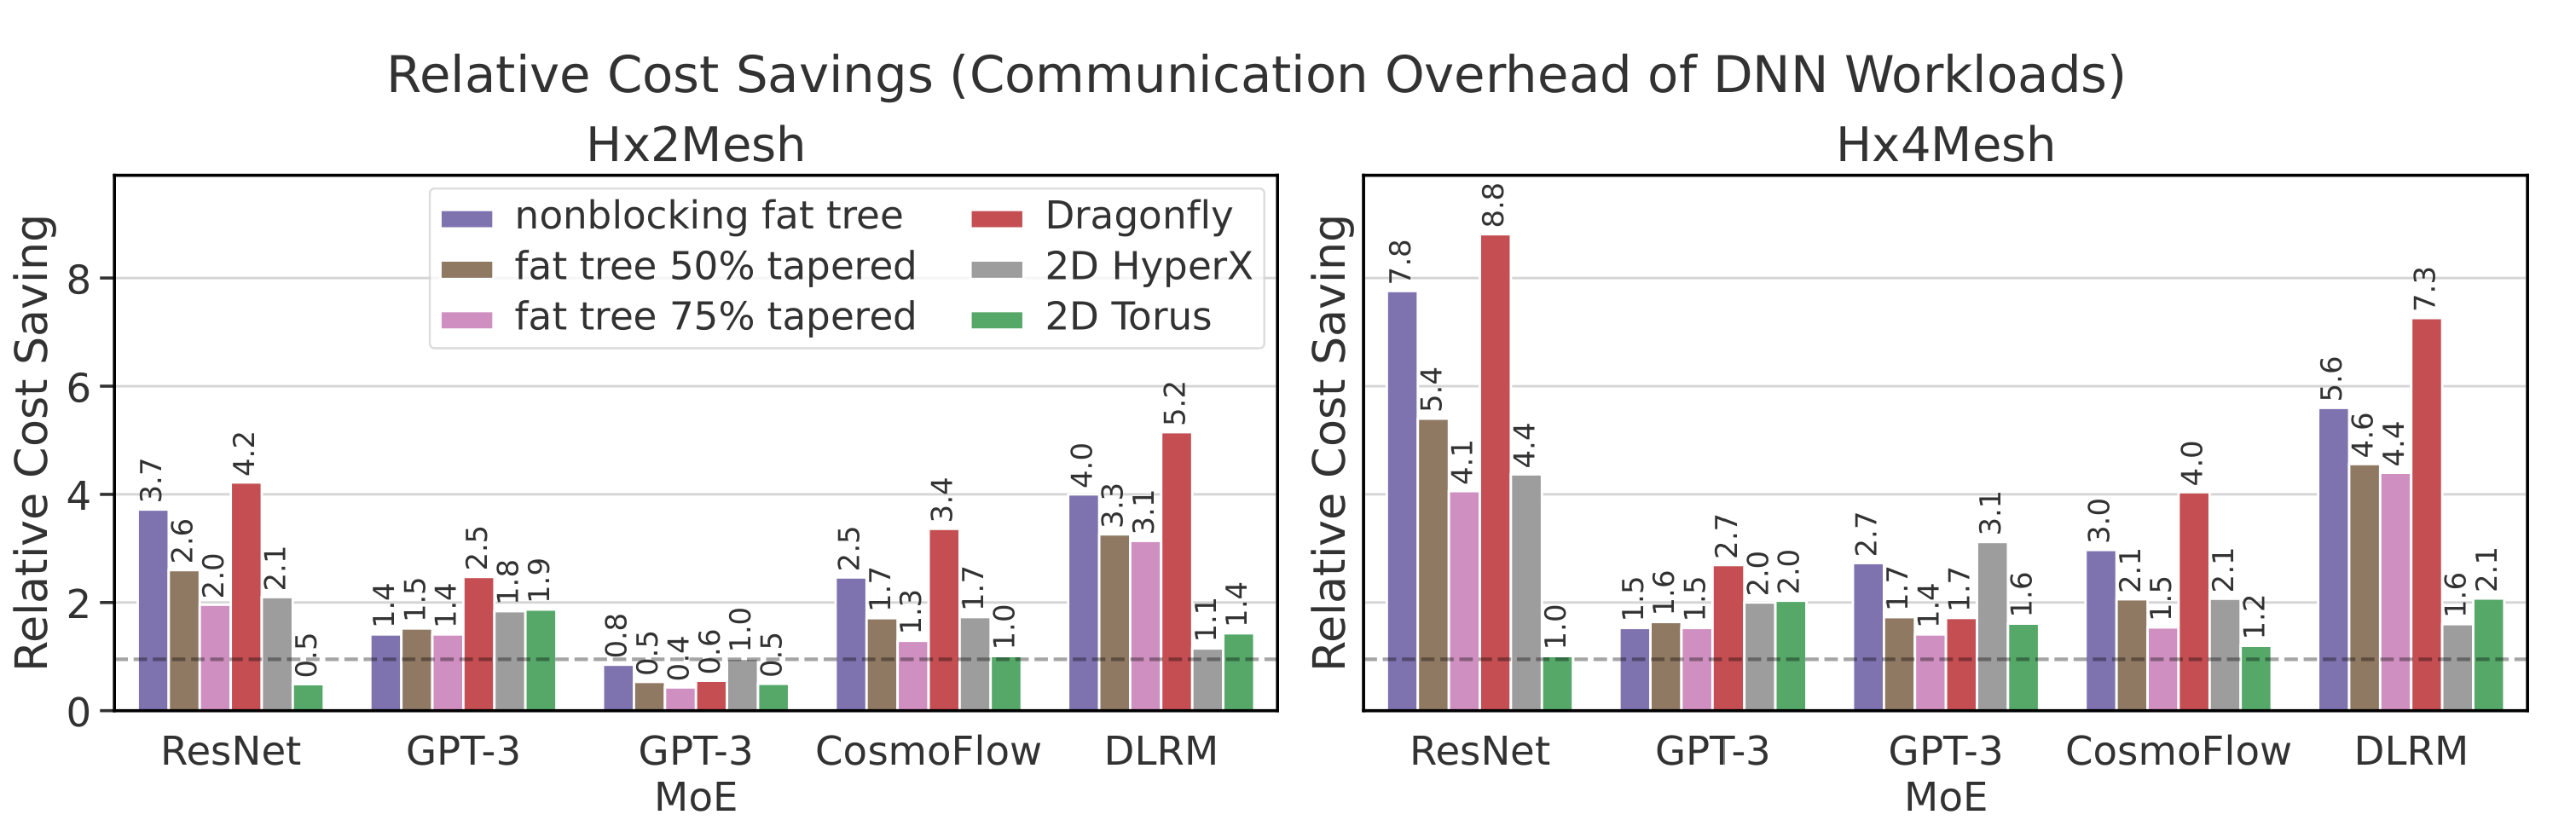 Relative Cost Savings (Communication Overhead of DNN Workloads)
Hx2Mesh
Relative Cost Saving
8
6
4
2
0
nonblocking fat tree
fat tree 50% tapered
fat tree 75% tapered
Dragonfly
2D HyperX
2D Torus
3.7
2.6
2.0
4.2
2.1
0.5
1.4
1.5
1.4
2.5
1.8
1.9
0.8
0.5
0.4
0.6
1.0
0.5
2.5
1.7
1.3
3.4
1.7
1.0
4.0
3.3
3.1
5.2
1.1
1.4
ResNet
GPT-3
GPT-3
MoE
CosmoFlow
DLRM
Hx4Mesh
Relative Cost Saving
7.8
5.4
4.1
8.8
4.4
1.0
1.5
1.6
1.5
2.7
2.0
2.0
2.7
1.7
1.4
1.7
3.1
1.6
3.0
2.1
1.5
4.0
2.1
1.2
5.6
4.6
4.4
7.3
1.6
2.1
ResNet
GPT-3
GPT-3
MoE
CosmoFlow
DLRM